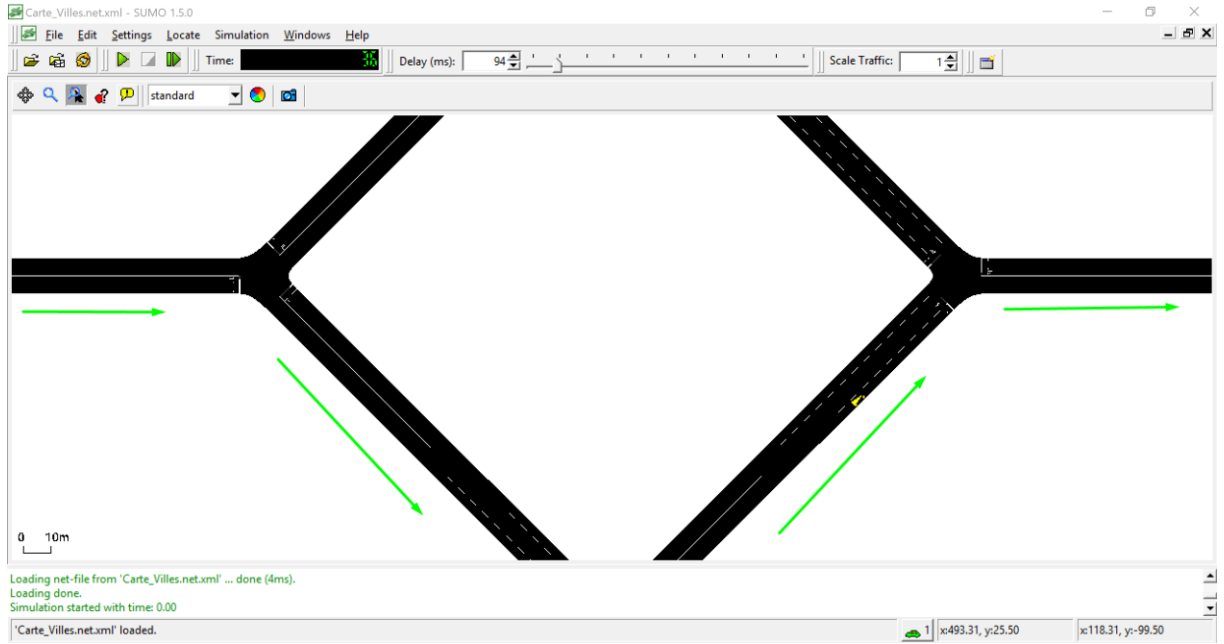 Carte_Villes.net.xml - SUMO 1.5.0
File Edit Settings Locate Simulation Windows Help
Time: 36 Delay (ms): 94 Scale Traffic: 1
standard
0 10m
Loading net-file from 'Carte_Villes.net.xml' ... done (4ms).
Loading done.
Simulation started with time: 0.00
'Carte_Villes.net.xml' loaded. 1 x:493.31, y:25.50 x:118.31, y:-99.50